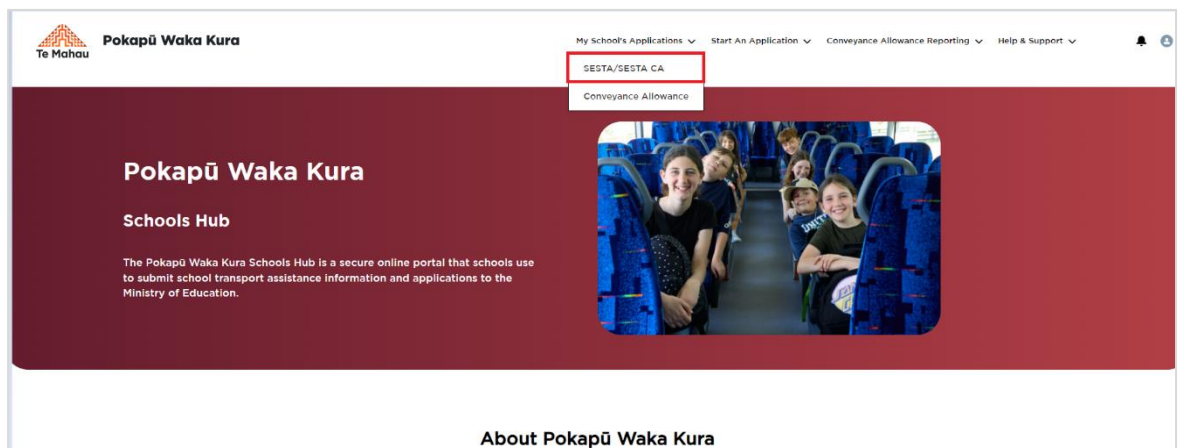 Te Mahau
Pokapū Waka Kura
My School's Applications
Start An Application
Conveyance Allowance Reporting
Help & Support
SESTA/SESTA CA
Conveyance Allowance
Pokapū Waka Kura
Schools Hub
The Pokapū Waka Kura Schools Hub is a secure online portal that schools use
to submit school transport assistance information and applications to the
Ministry of Education.
About Pokapū Waka Kura